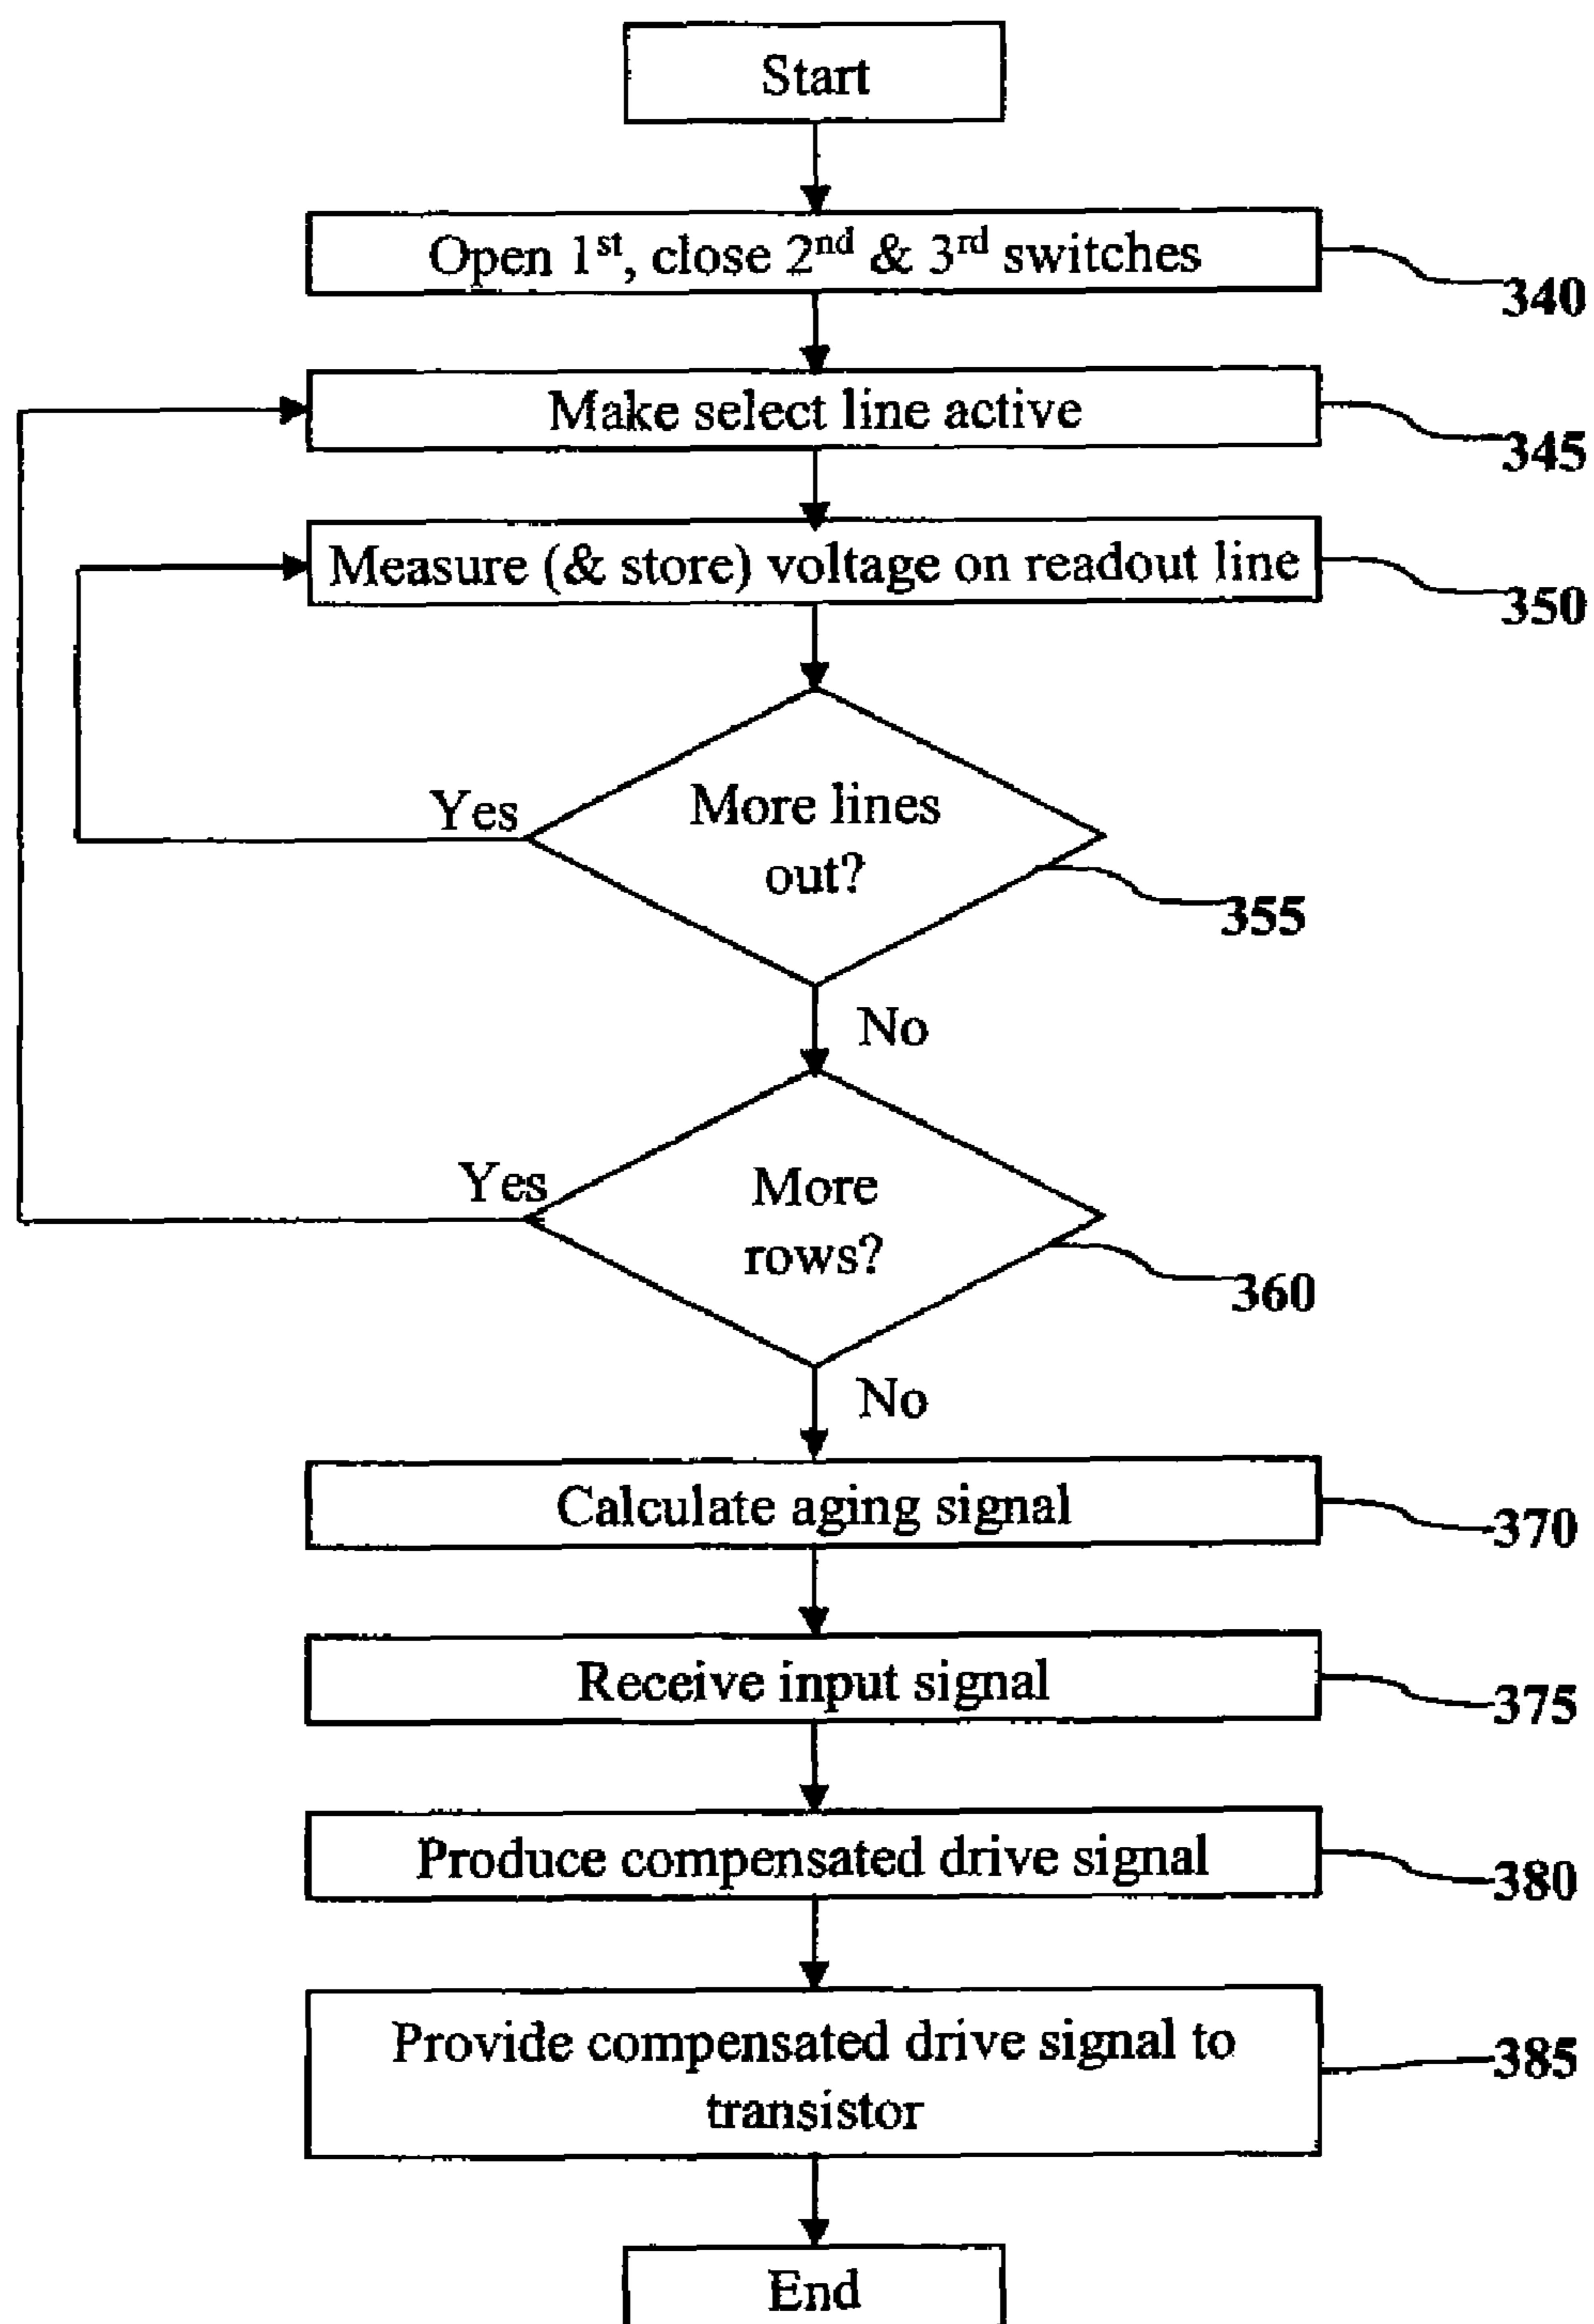 Start
Open 1st, close 2nd & 3rd switches
340
Make select line active
345
Measure (& store) voltage on readout line
350
Yes
More lines
out?
355
No
Yes
More
rows?
360
No
Calculate aging signal
370
Receive input signal
375
Produce compensated drive signal
380
Provide compensated drive signal to
transistor
385
End